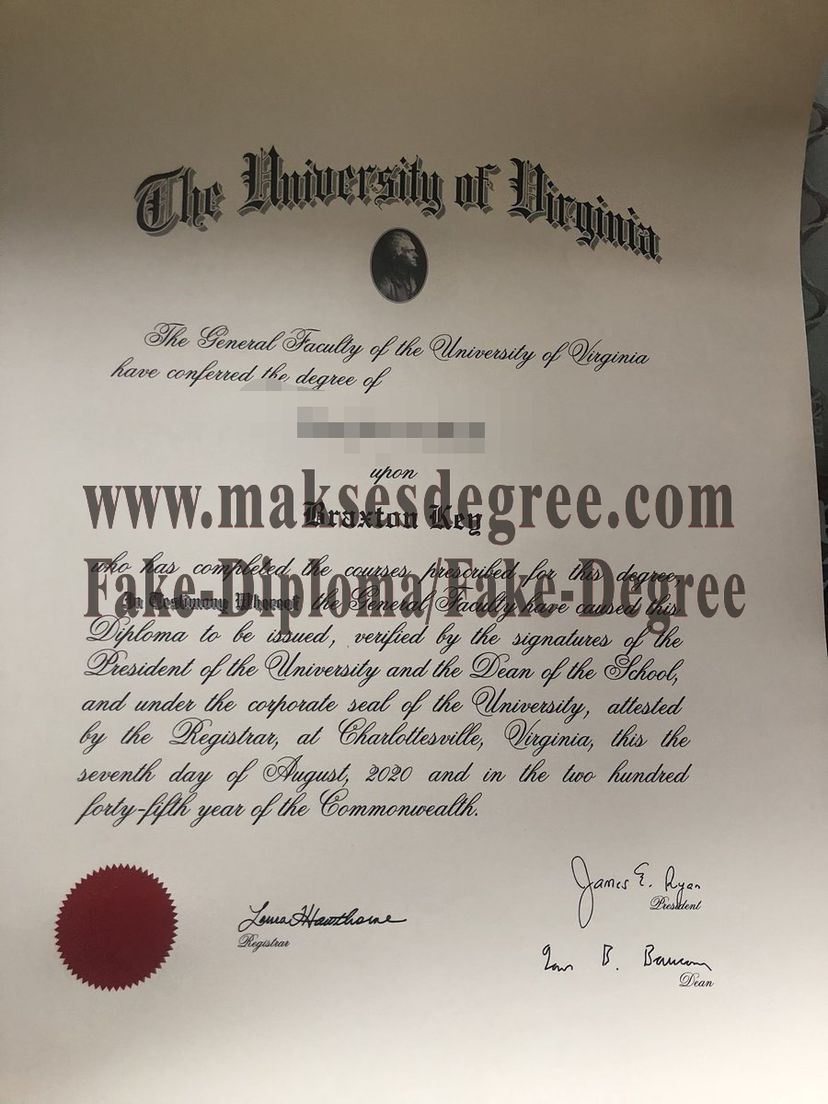 The University of Virginia
The General Faculty of the University of Virginia
have conferred the degree of
upon
www.maksesdegree.com
Braxton Key
who has completed the courses prescribed for this degree,
Fake-Diploma/Fake-Degree
In Testimony Whereof the General Faculty have caused this
Diploma to be issued, verified by the signatures of the
President of the University and the Dean of the School,
and under the corporate seal of the University, attested
by the Registrar, at Charlottesville, Virginia, this the
seventh day of August, 2020 and in the two hundred
forty-fifth year of the Commonwealth.
James E. Ryan
President
Laura Hawthorne
Registrar
B.
Dean